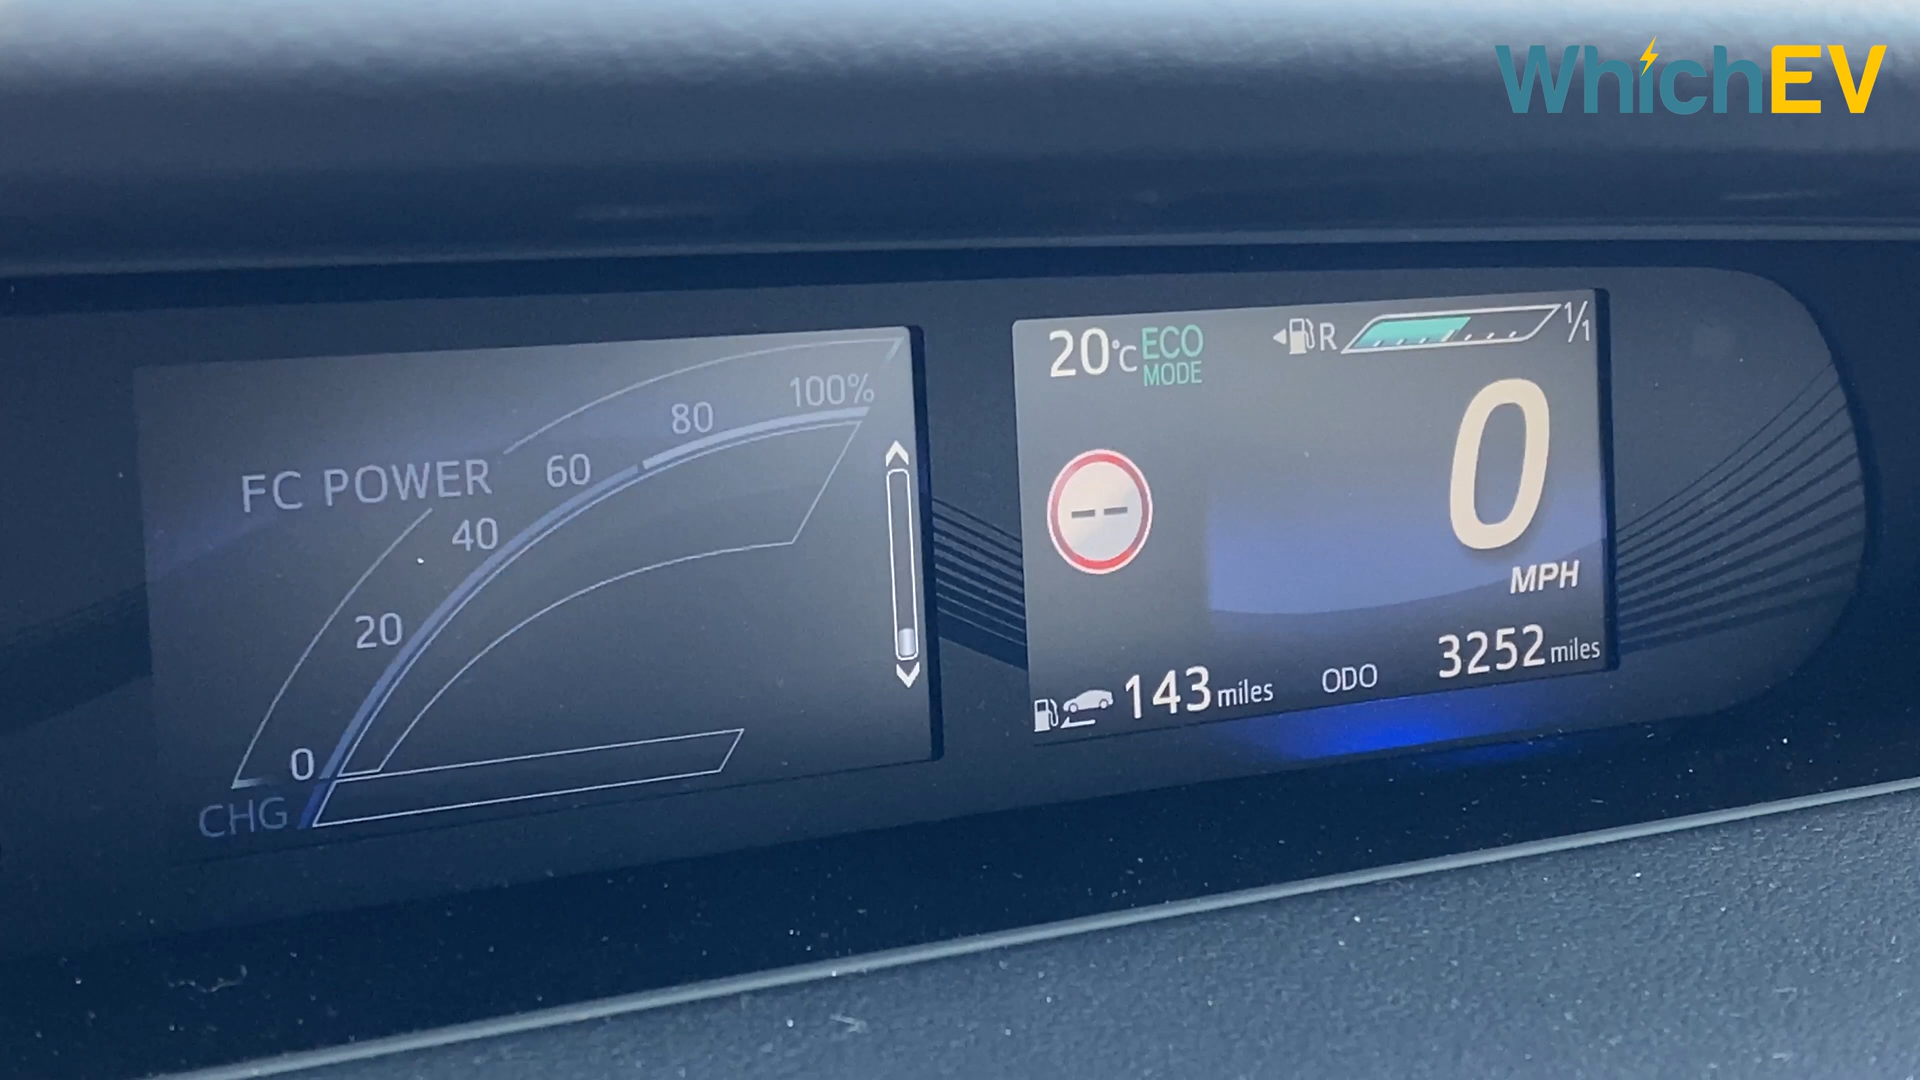 WhichEV
FC POWER
100%
80
60
40
20
0
CHG
20°C ECO MODE
R
1/1
--
0
MPH
143 miles
ODO 3252 miles